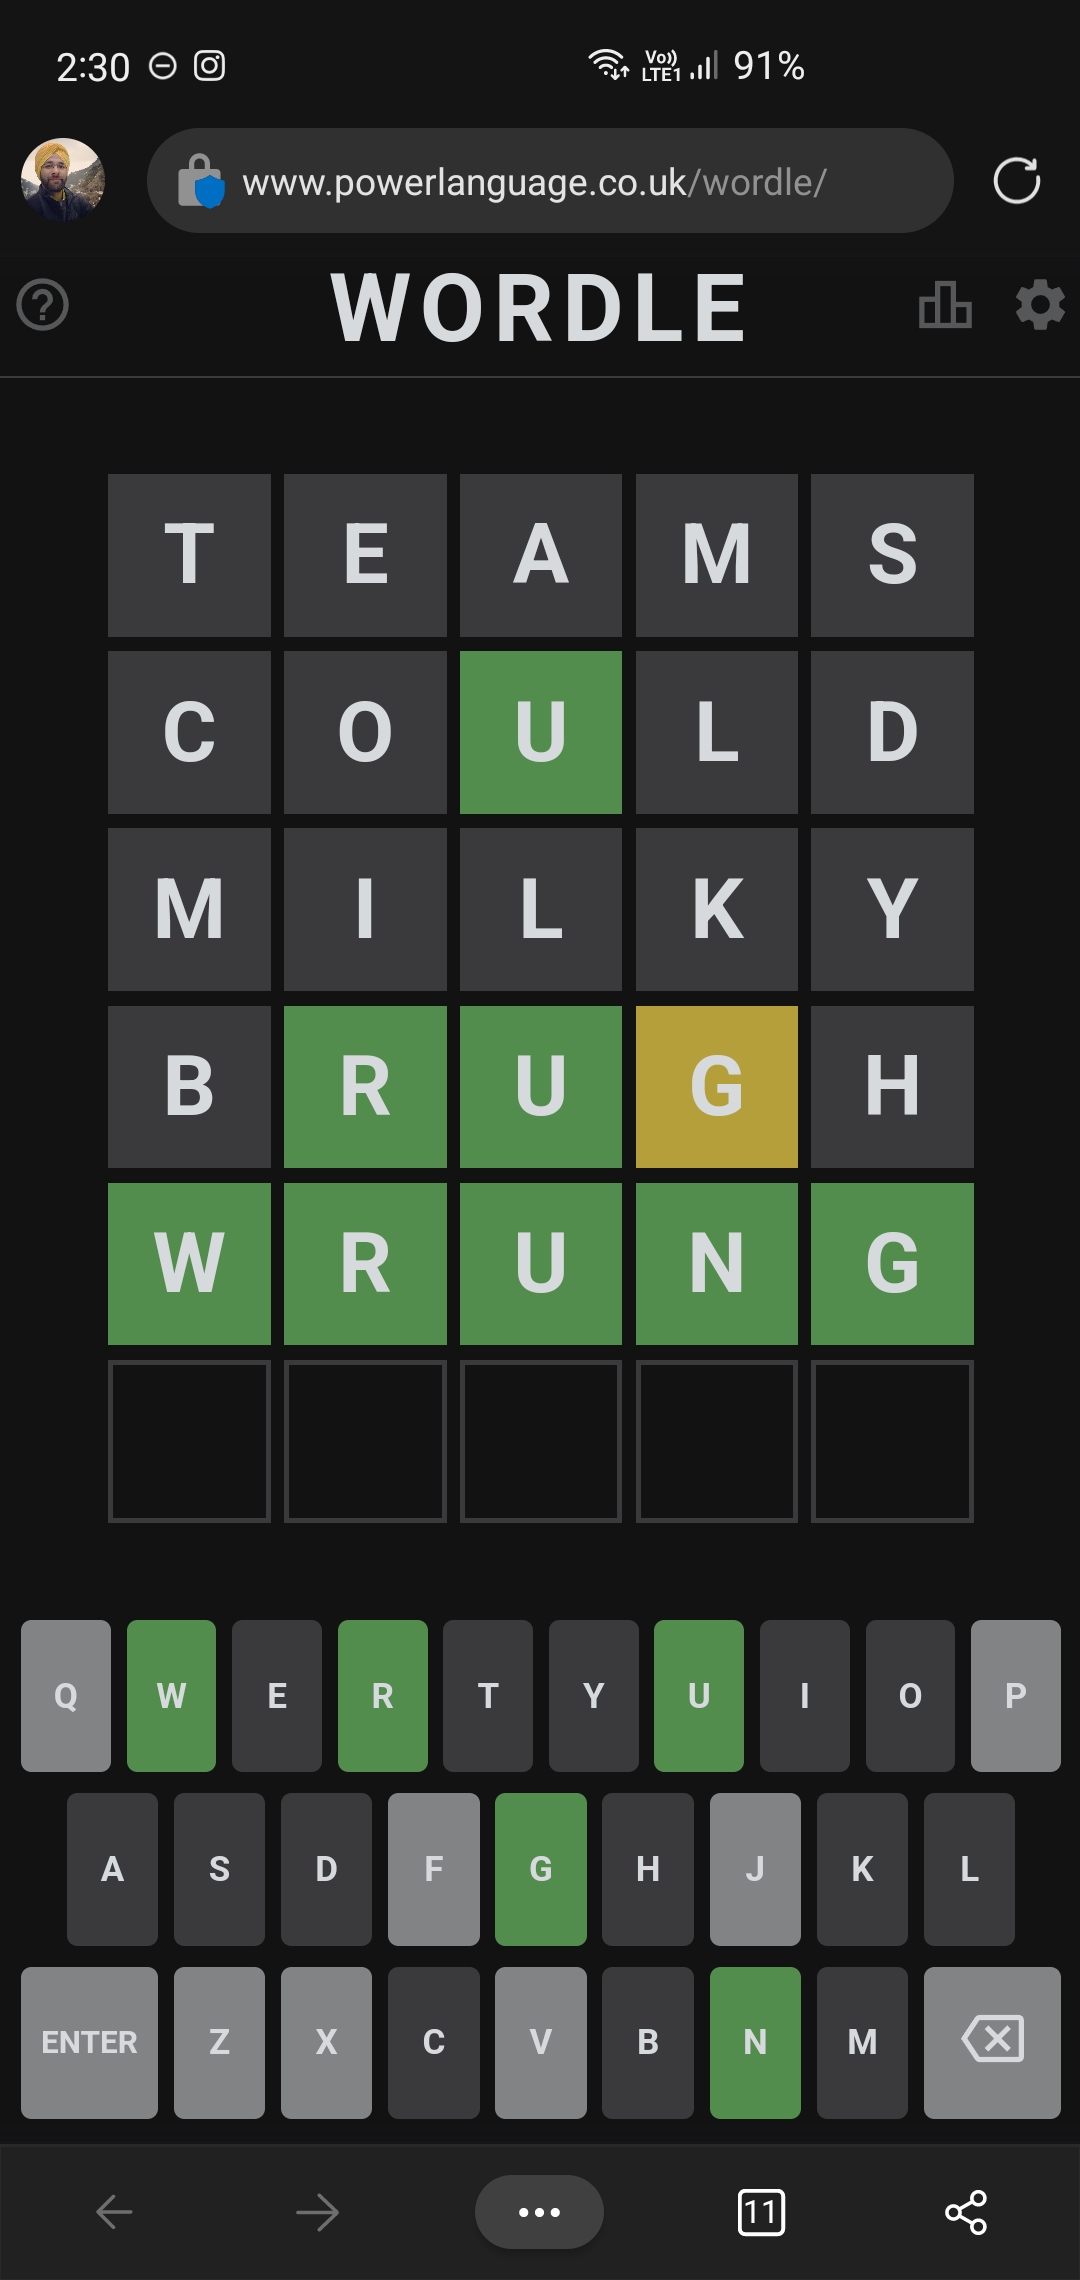 2:30 Vo)) LTE1 91%
www.powerlanguage.co.uk/wordle/
? WORDLE
T E A M S
C O U L D
M I L K Y
B R U G H
W R U N G
Q W E R T Y U I O P
A S D F G H J K L
ENTER Z X C V B N M
11